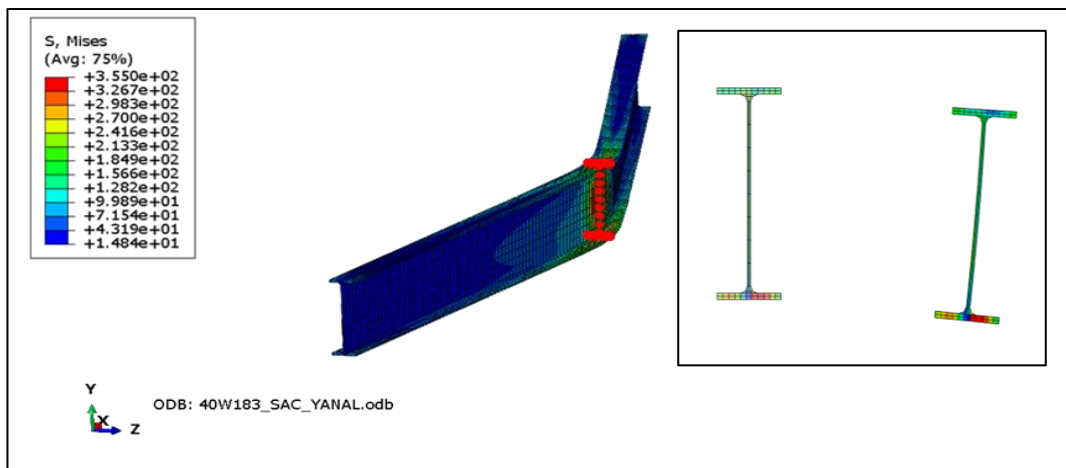 S, Mises
(Avg: 75%)
+3.550e+02
+3.267e+02
+2.983e+02
+2.700e+02
+2.416e+02
+2.133e+02
+1.849e+02
+1.566e+02
+1.282e+02
+9.989e+01
+7.154e+01
+4.319e+01
+1.484e+01
Y
X
Z
ODB: 40W183_SAC_YANAL.odb